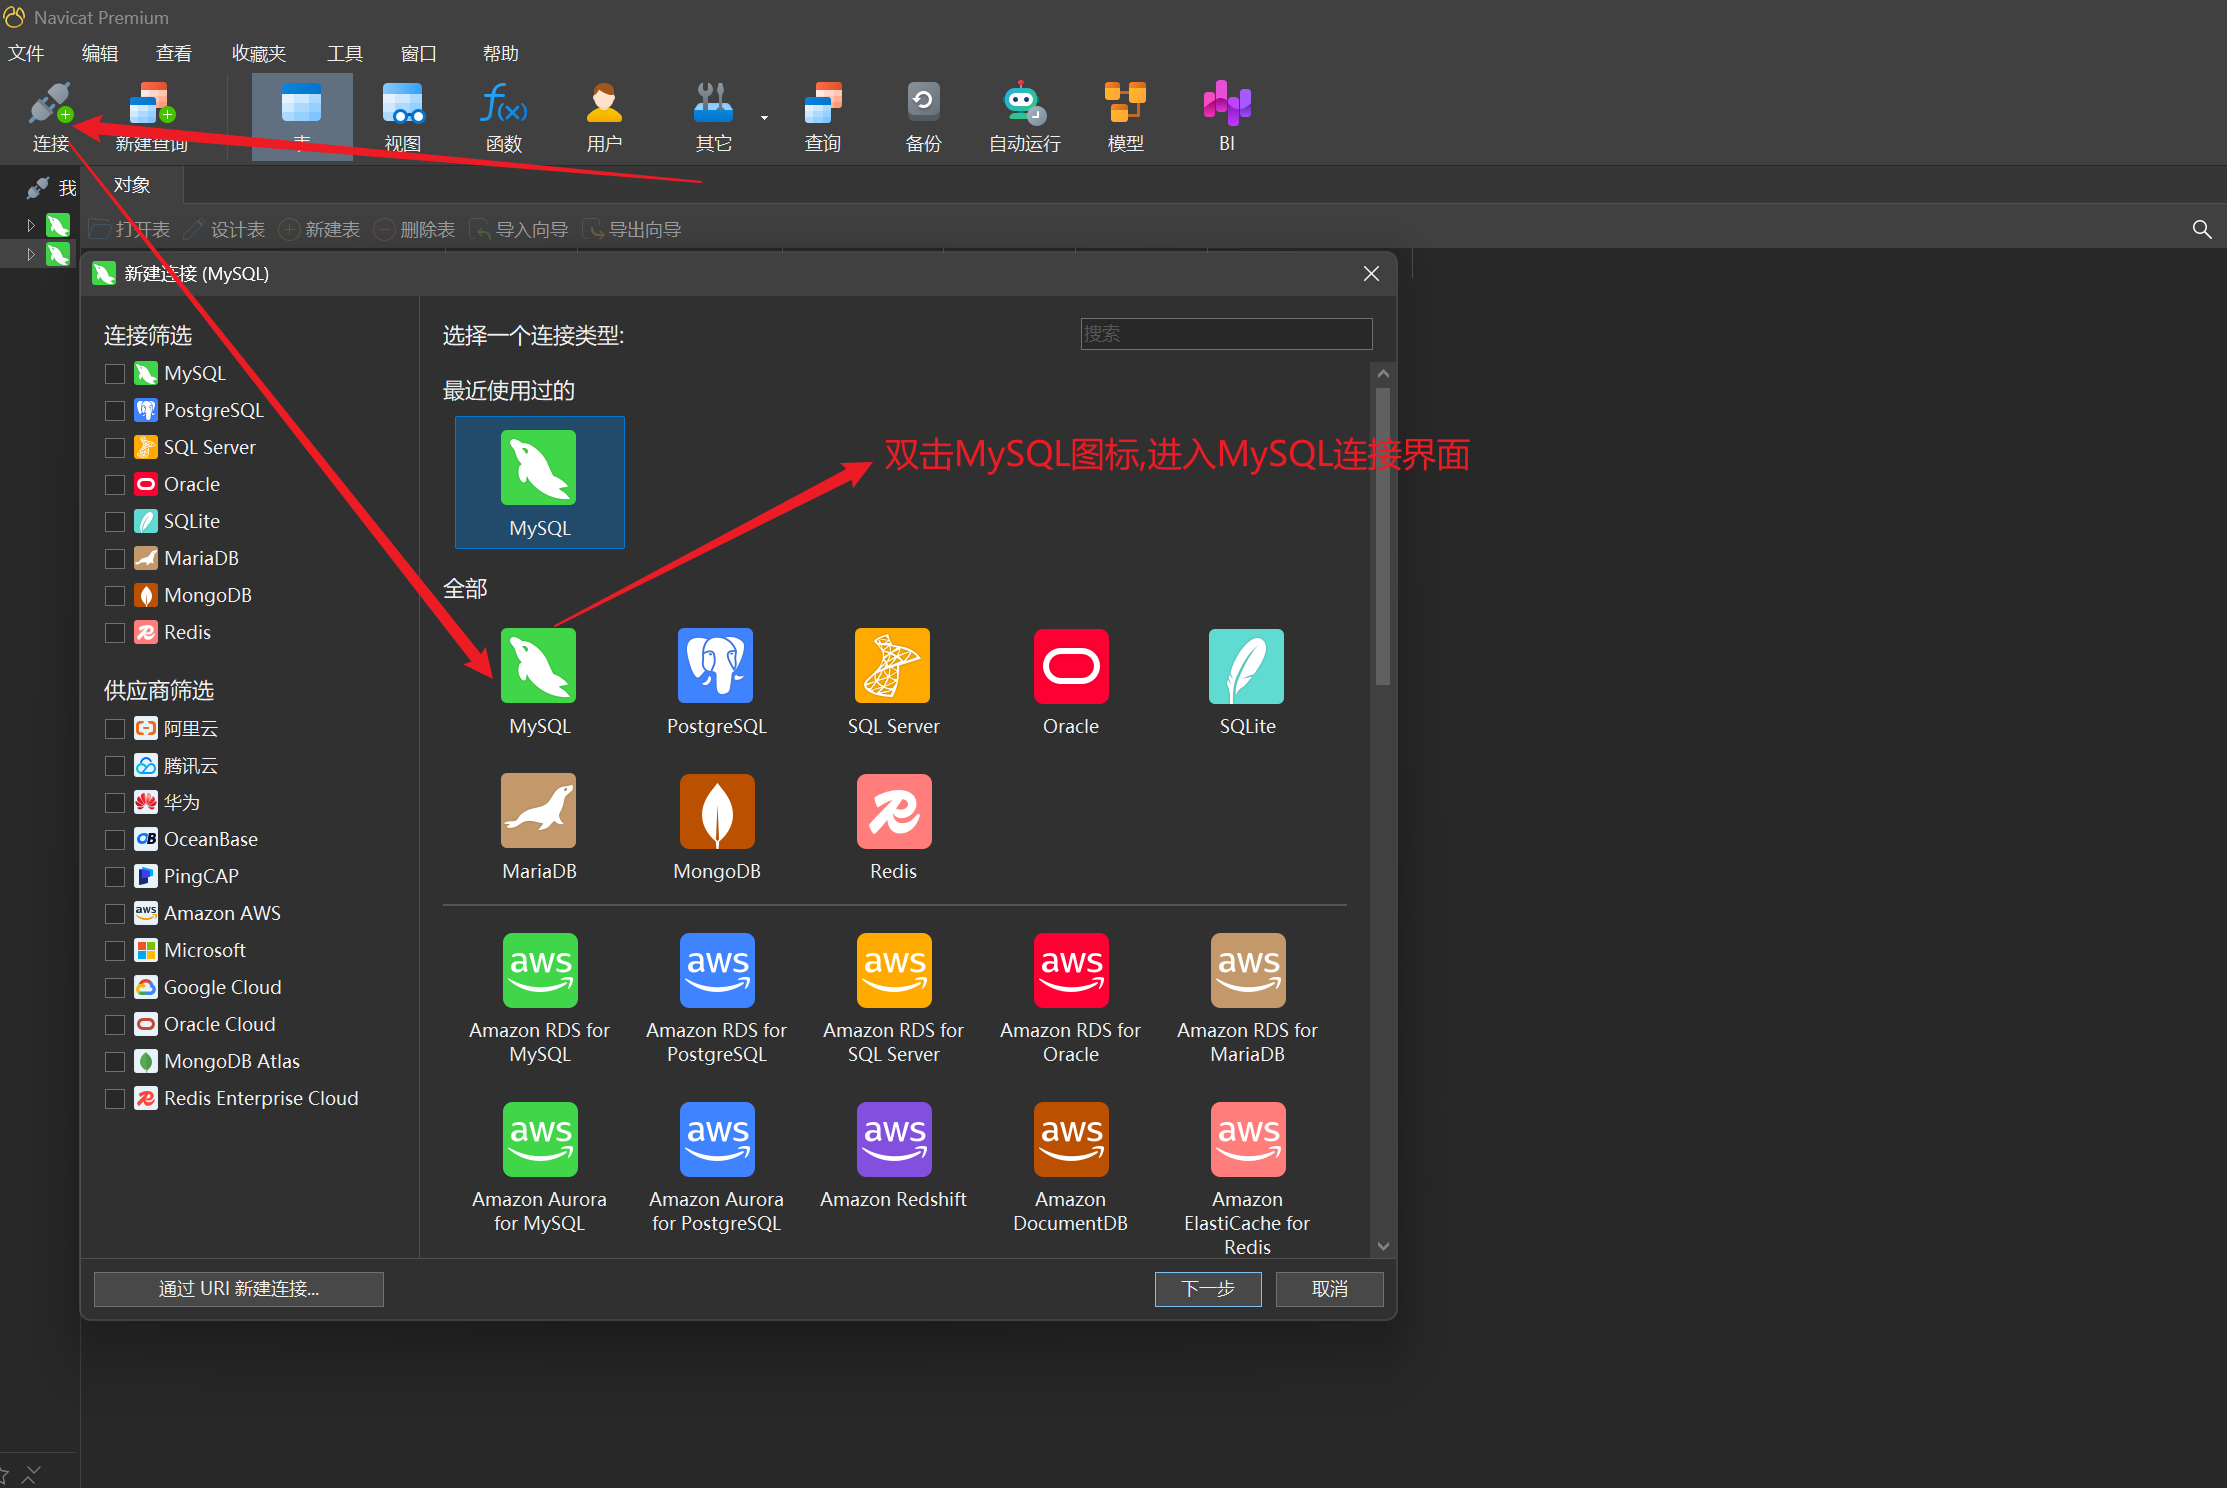 Navicat Premium
文件 编辑 查看 收藏夹 工具 窗口 帮助
连接 新建查询 表 视图 函数 用户 其它 查询 备份 自动运行 模型 BI
我 对象
打开表 设计表 新建表 删除表 导入向导 导出向导
新建连接 (MySQL)
连接筛选
MySQL
PostgreSQL
SQL Server
Oracle
SQLite
MariaDB
MongoDB
Redis
供应商筛选
阿里云
腾讯云
华为
OceanBase
PingCAP
Amazon AWS
Microsoft
Google Cloud
Oracle Cloud
MongoDB Atlas
Redis Enterprise Cloud
选择一个连接类型:
搜索
最近使用过的
MySQL
双击MySQL图标,进入MySQL连接界面
全部
MySQL PostgreSQL SQL Server Oracle SQLite
MariaDB MongoDB Redis
aws aws aws aws aws
Amazon RDS for MySQL
Amazon RDS for PostgreSQL
Amazon RDS for SQL Server
Amazon RDS for Oracle
Amazon RDS for MariaDB
aws aws aws aws aws
Amazon Aurora for MySQL
Amazon Aurora for PostgreSQL
Amazon Redshift
Amazon DocumentDB
Amazon ElastiCache for Redis
通过 URI 新建连接... 下一步 取消